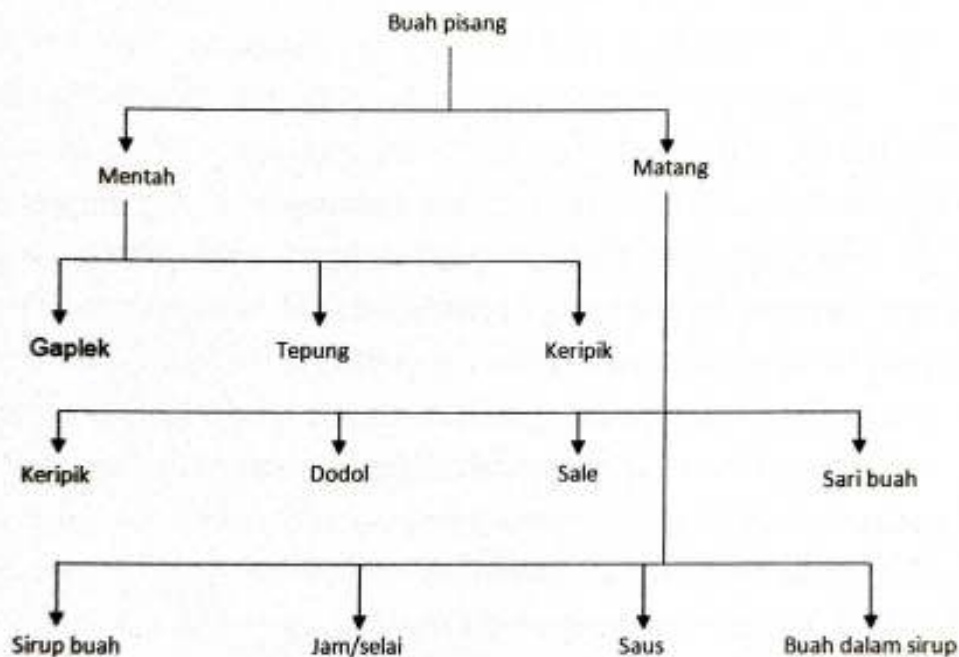 Buah pisang
Mentah
Matang
Gaplek
Tepung
Keripik
Keripik
Dodol
Sale
Sari buah
Sirup buah
Jam/selai
Saus
Buah dalam sirup